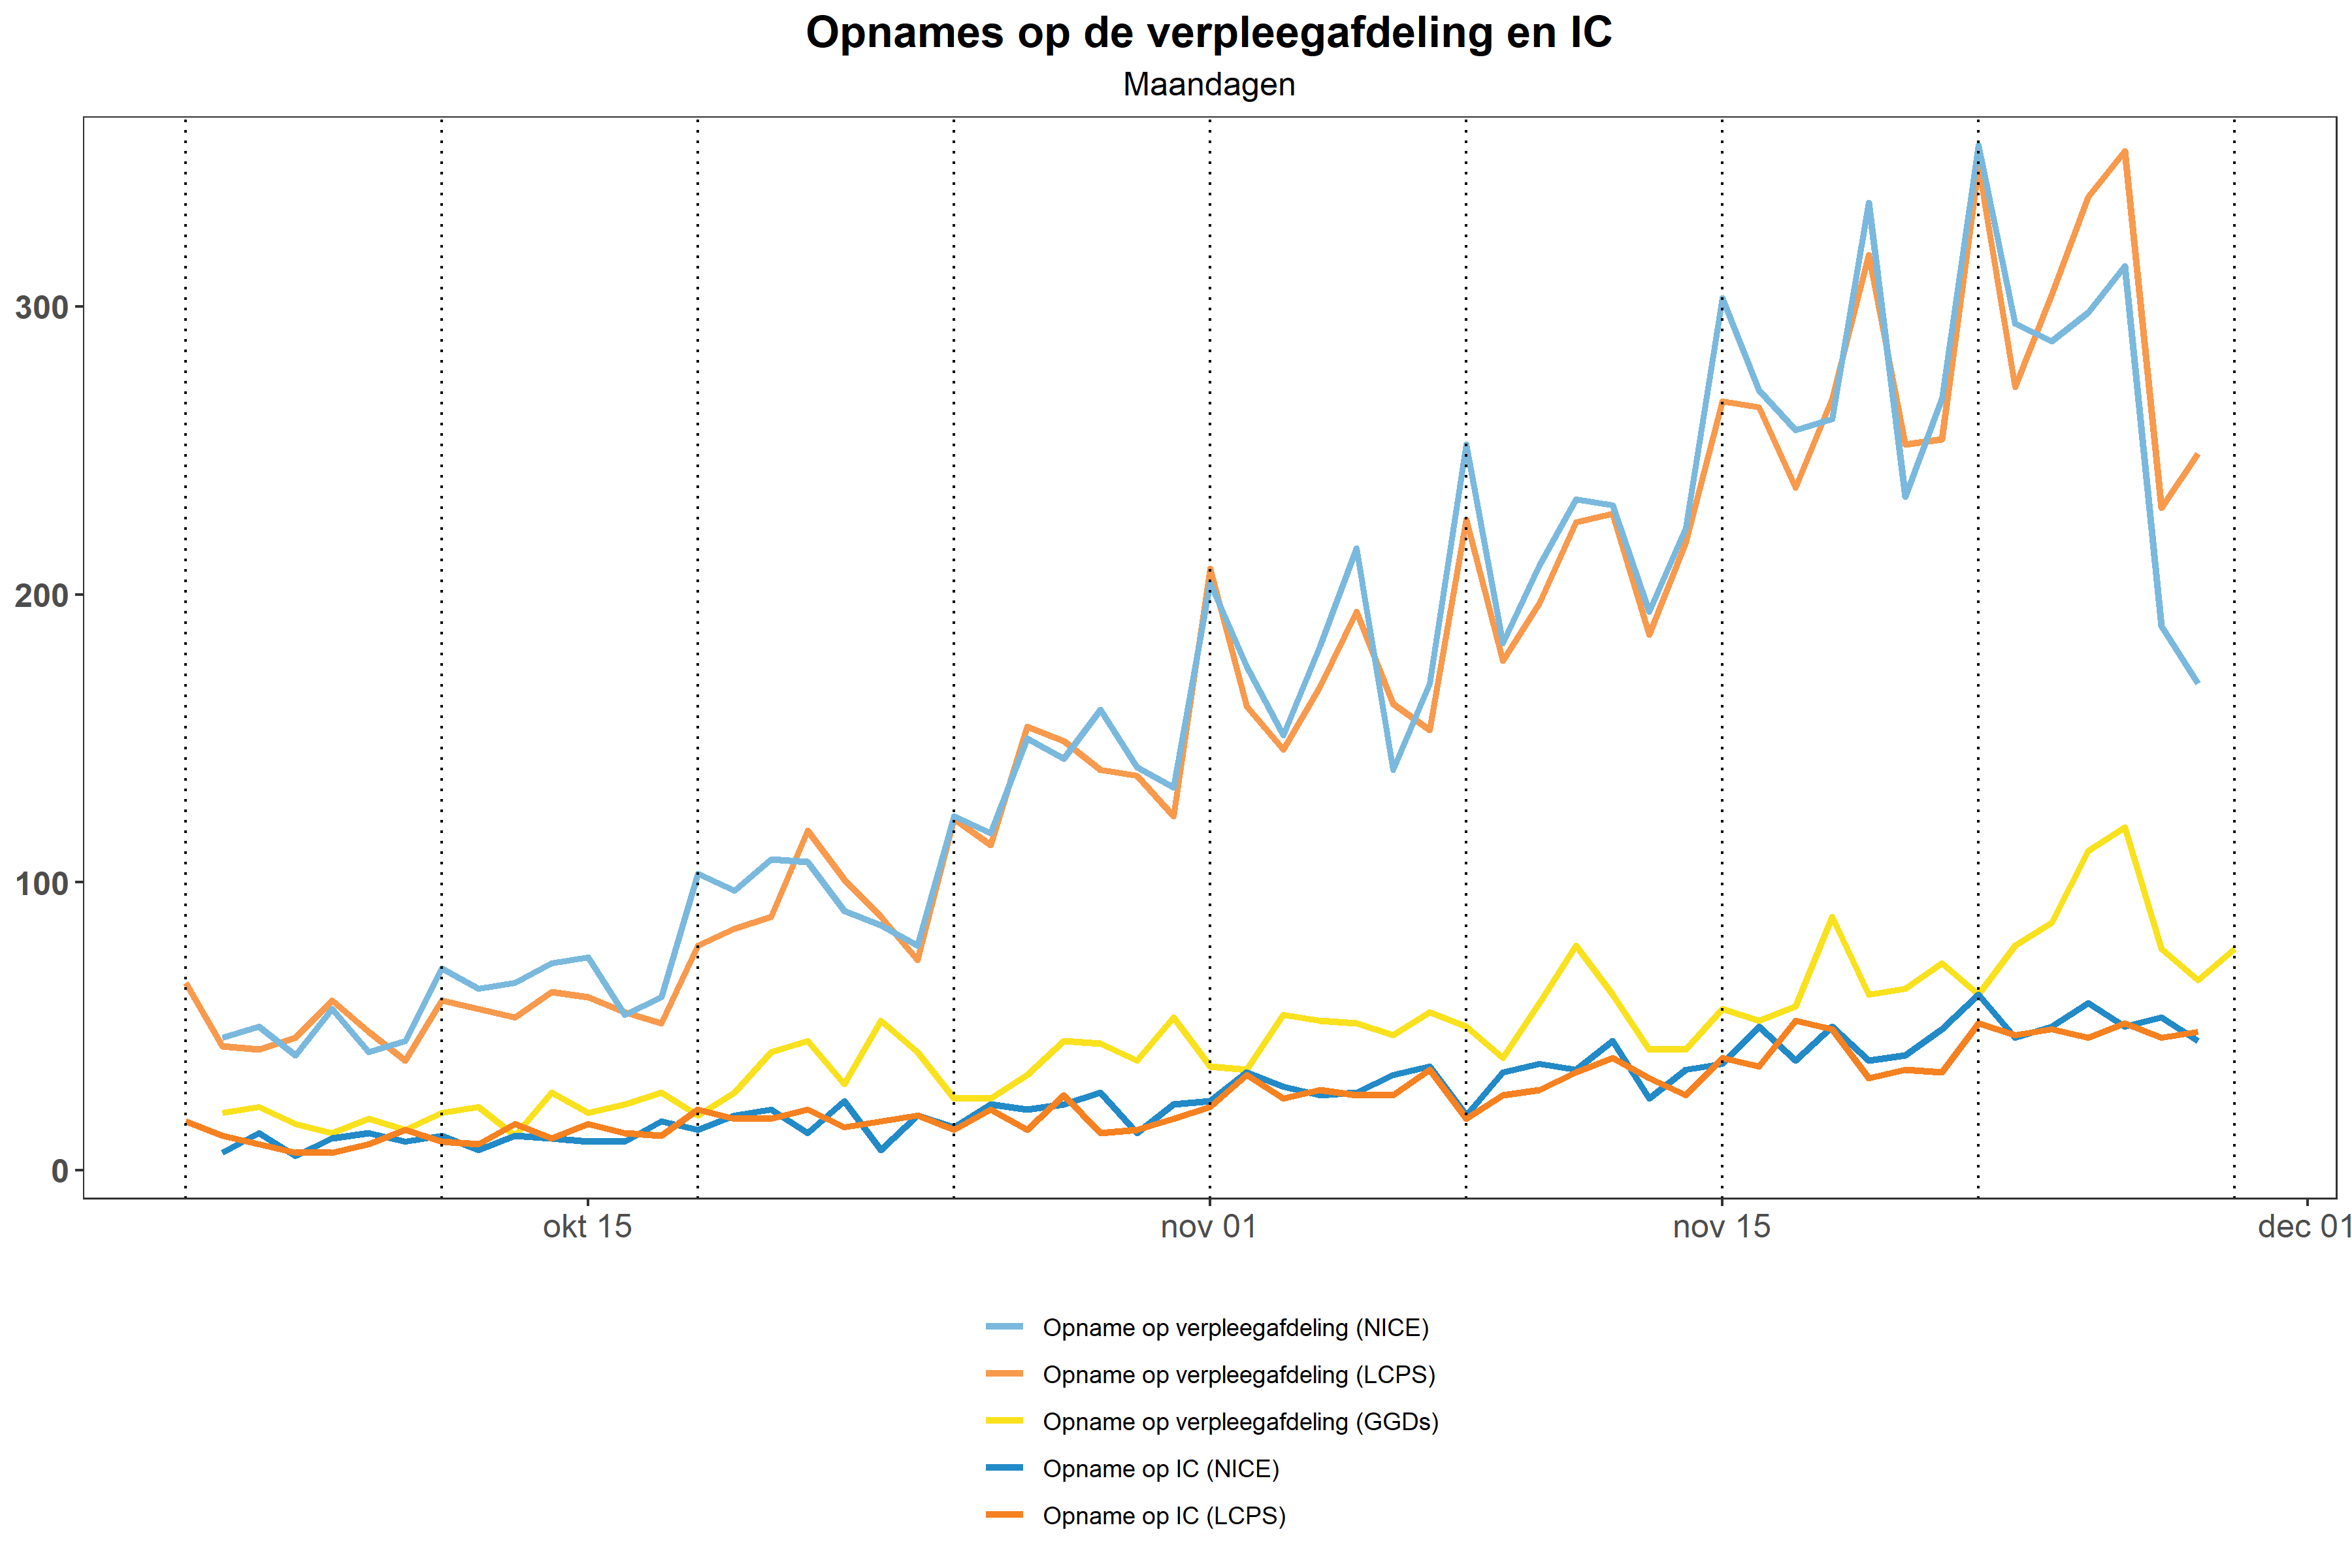 Opnames op de verpleegafdeling en IC
Maandagen
300
200
100
0
okt 15
nov 01
nov 15
dec 01
Opname op verpleegafdeling (NICE)
Opname op verpleegafdeling (LCPS)
Opname op verpleegafdeling (GGDs)
Opname op IC (NICE)
Opname op IC (LCPS)